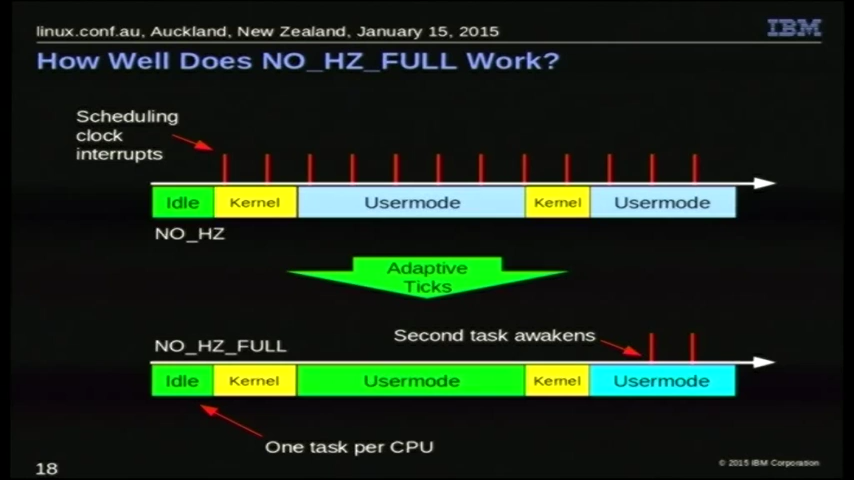 linux.conf.au, Auckland, New Zealand, January 15, 2015
IBM
How Well Does NO_HZ_FULL Work?
Scheduling
clock
interrupts
Idle
Kernel
Usermode
Kernel
Usermode
NO_HZ
Adaptive
Ticks
Second task awakens
NO_HZ_FULL
Idle
Kernel
Usermode
Kernel
Usermode
One task per CPU
18
© 2015 IBM Corporation